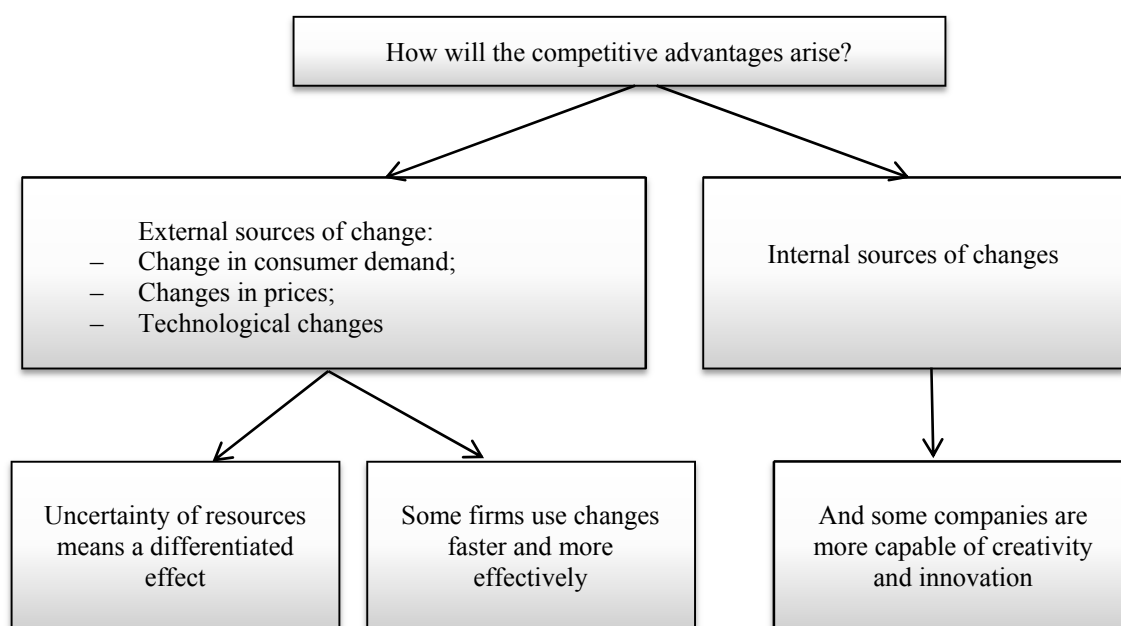 How will the competitive advantages arise?
External sources of change:
– Change in consumer demand;
– Changes in prices;
– Technological changes
Internal sources of changes
Uncertainty of resources
means a differentiated
effect
Some firms use changes
faster and more
effectively
And some companies are
more capable of creativity
and innovation